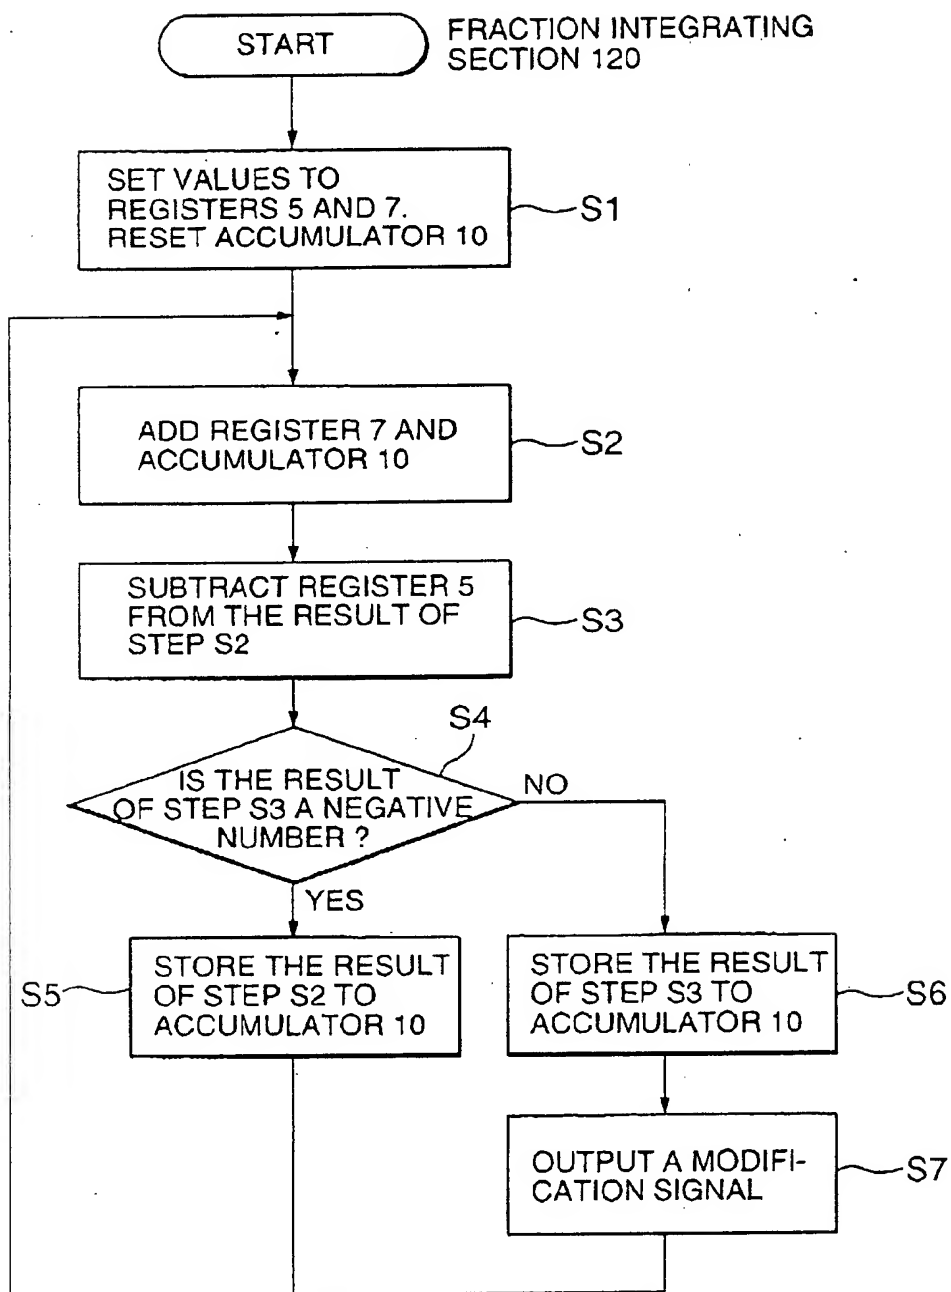 START
FRACTION INTEGRATING
SECTION 120
SET VALUES TO
REGISTERS 5 AND 7.
RESET ACCUMULATOR 10
S1
ADD REGISTER 7 AND
ACCUMULATOR 10
S2
SUBTRACT REGISTER 5
FROM THE RESULT OF
STEP S2
S3
S4
IS THE RESULT
OF STEP S3 A NEGATIVE
NUMBER ?
NO
YES
S5
STORE THE RESULT
OF STEP S2 TO
ACCUMULATOR 10
STORE THE RESULT
OF STEP S3 TO
ACCUMULATOR 10
S6
OUTPUT A MODIFI-
CATION SIGNAL
S7